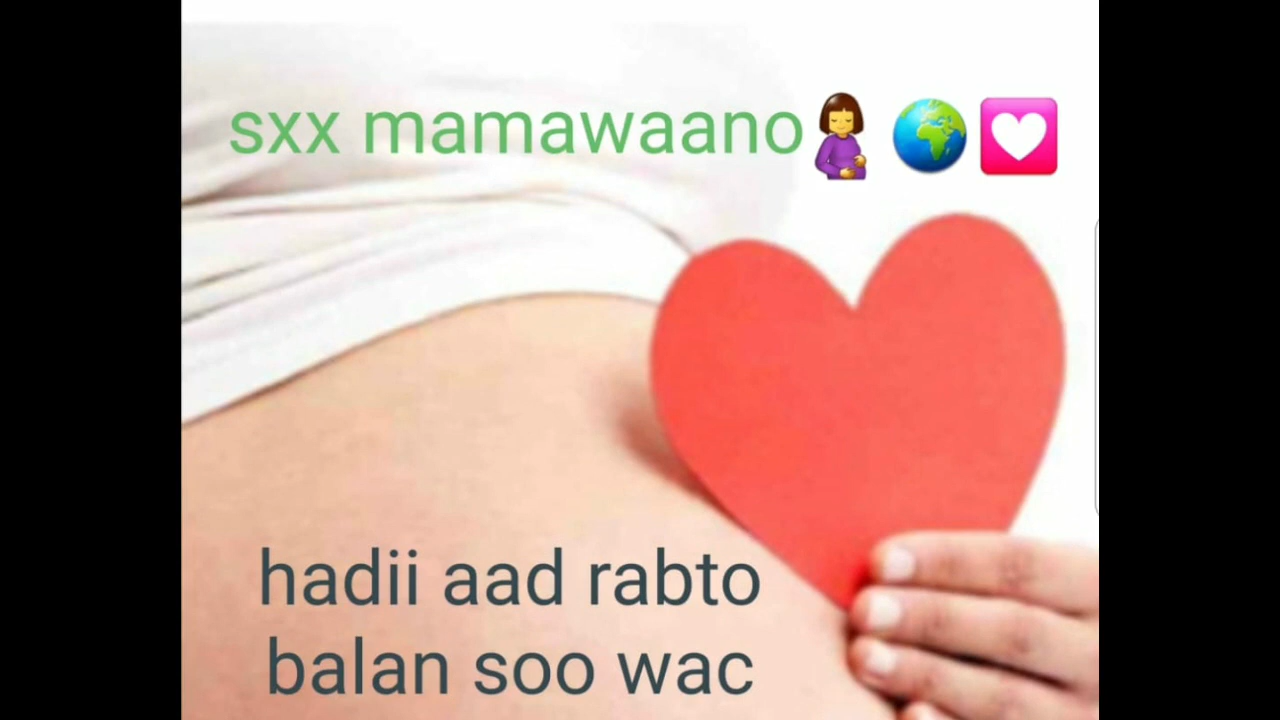 sxx mamawaano🤰🌍💟
hadii aad rabto
balan soo wac